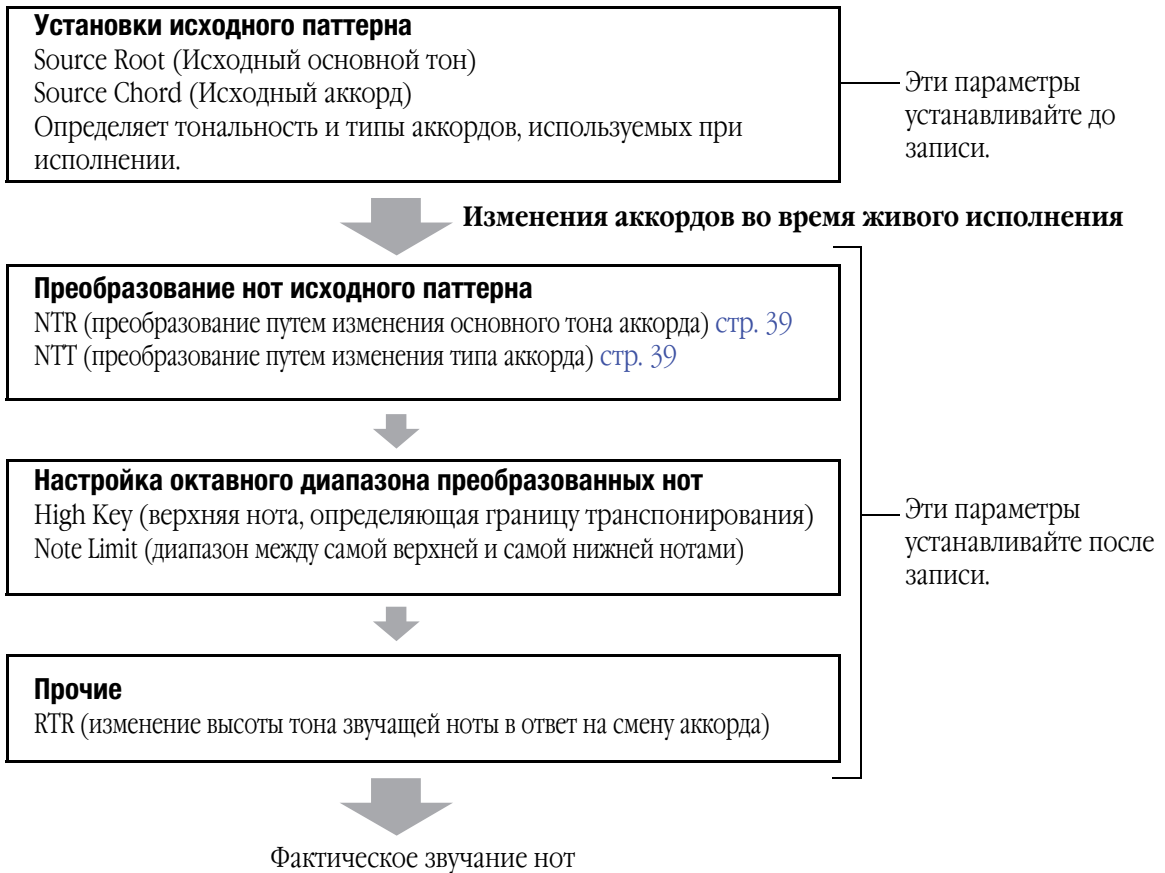 Установки исходного паттерна
Source Root (Исходный основной тон)
Source Chord (Исходный аккорд)
Определяет тональность и типы аккордов, используемых при
исполнении.
Эти параметры
устанавливайте до
записи.
Изменения аккордов во время живого исполнения
Преобразование нот исходного паттерна
NTR (преобразование путем изменения основного тона аккорда) стр. 39
NTT (преобразование путем изменения типа аккорда) стр. 39
Настройка октавного диапазона преобразованных нот
High Key (верхняя нота, определяющая границу транспонирования)
Note Limit (диапазон между самой верхней и самой нижней нотами)
Эти параметры
устанавливайте после
записи.
Прочие
RTR (изменение высоты тона звучащей ноты в ответ на смену аккорда)
Фактическое звучание нот